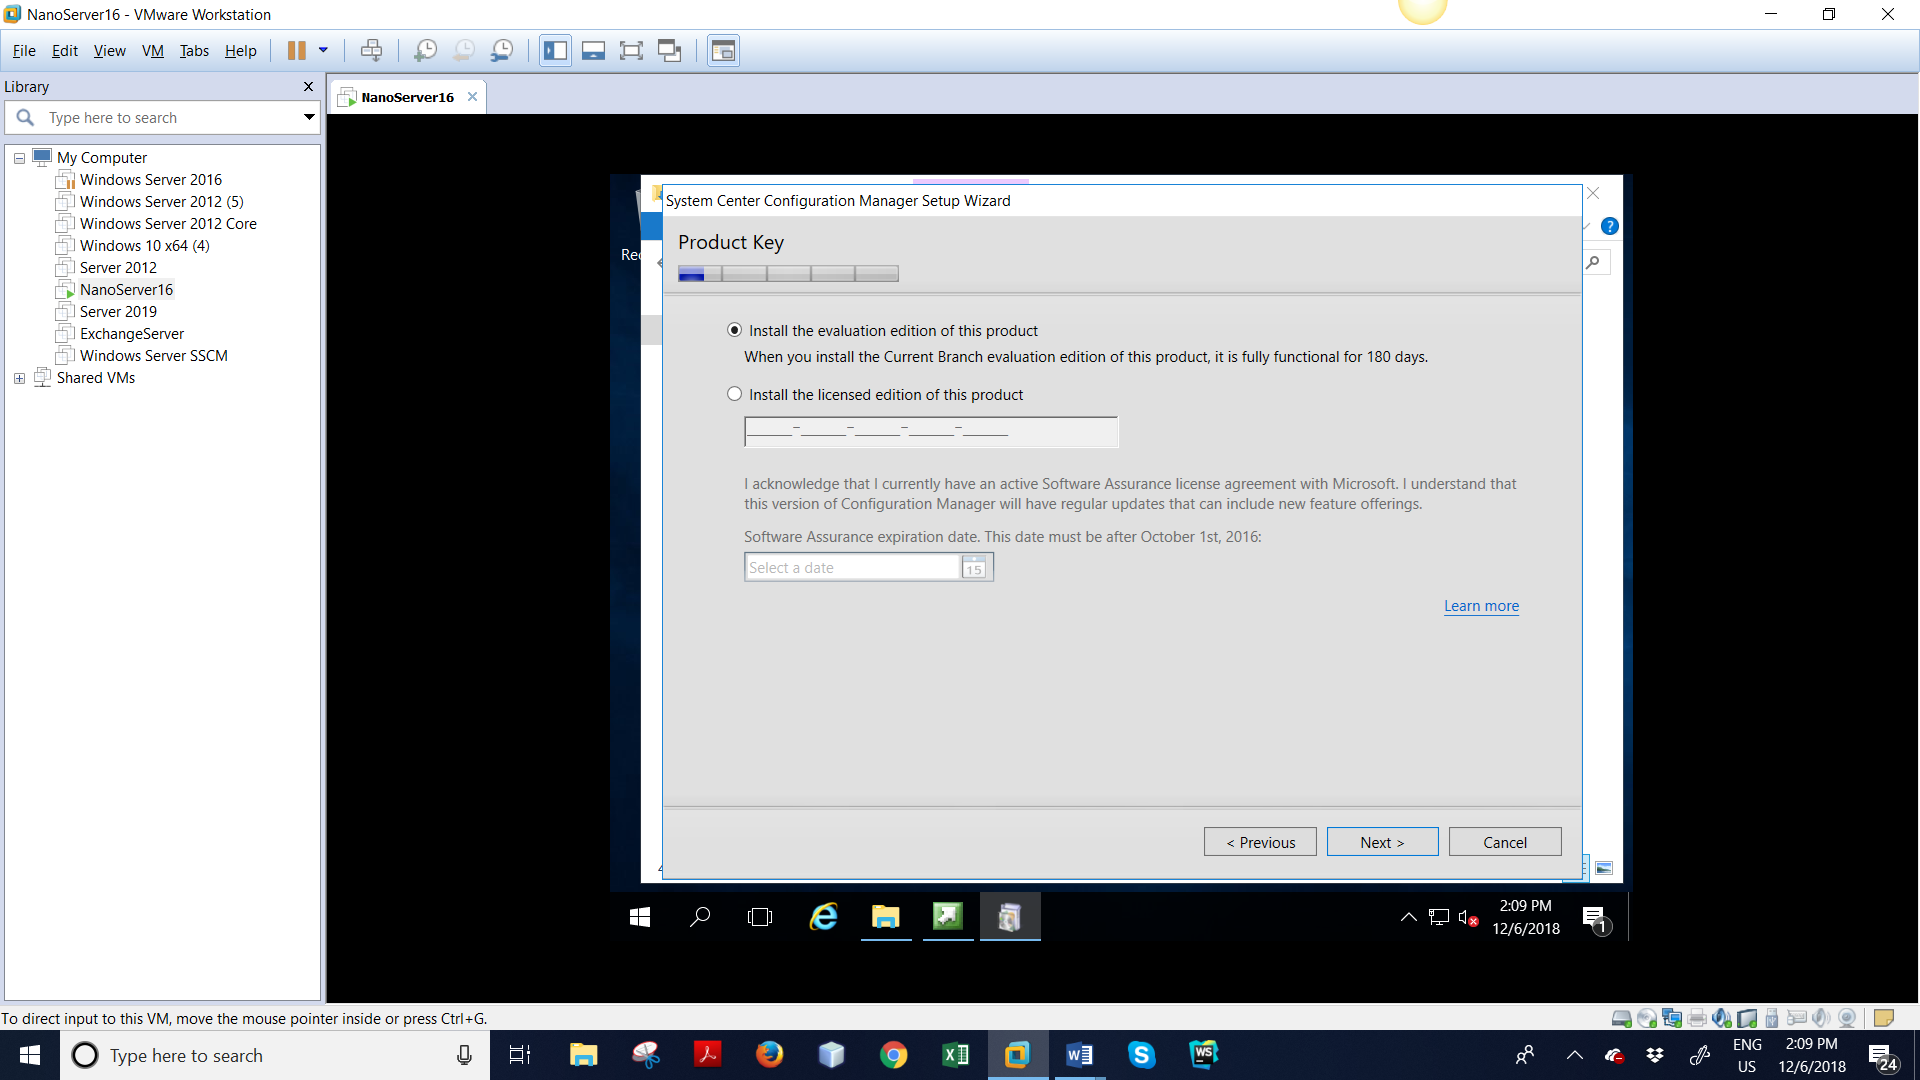 NanoServer16 - VMware Workstation
File Edit View VM Tabs Help
Library
Type here to search
My Computer
Windows Server 2016
Windows Server 2012 (5)
Windows Server 2012 Core
Windows 10 x64 (4)
Server 2012
NanoServer16
Server 2019
ExchangeServer
Windows Server SSCM
Shared VMs
NanoServer16
System Center Configuration Manager Setup Wizard
Product Key
Install the evaluation edition of this product
When you install the Current Branch evaluation edition of this product, it is fully functional for 180 days.
Install the licensed edition of this product
_____-_____-_____-_____-_____
I acknowledge that I currently have an active Software Assurance license agreement with Microsoft. I understand that
this version of Configuration Manager will have regular updates that can include new feature offerings.
Software Assurance expiration date. This date must be after October 1st, 2016:
Select a date
15
Learn more
< Previous
Next >
Cancel
2:09 PM
12/6/2018
1
To direct input to this VM, move the mouse pointer inside or press Ctrl+G.
Type here to search
WS
ENG
US
2:09 PM
12/6/2018
24